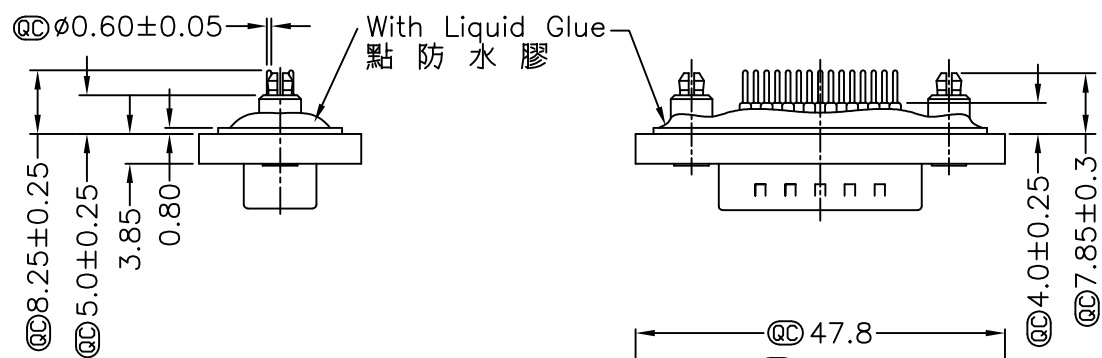 QC ø0.60±0.05
With Liquid Glue
點防水膠
QC 8.25±0.25
QC 5.0±0.25
3.85
0.80
QC 4.0±0.25
QC 7.85±0.3
QC 47.8